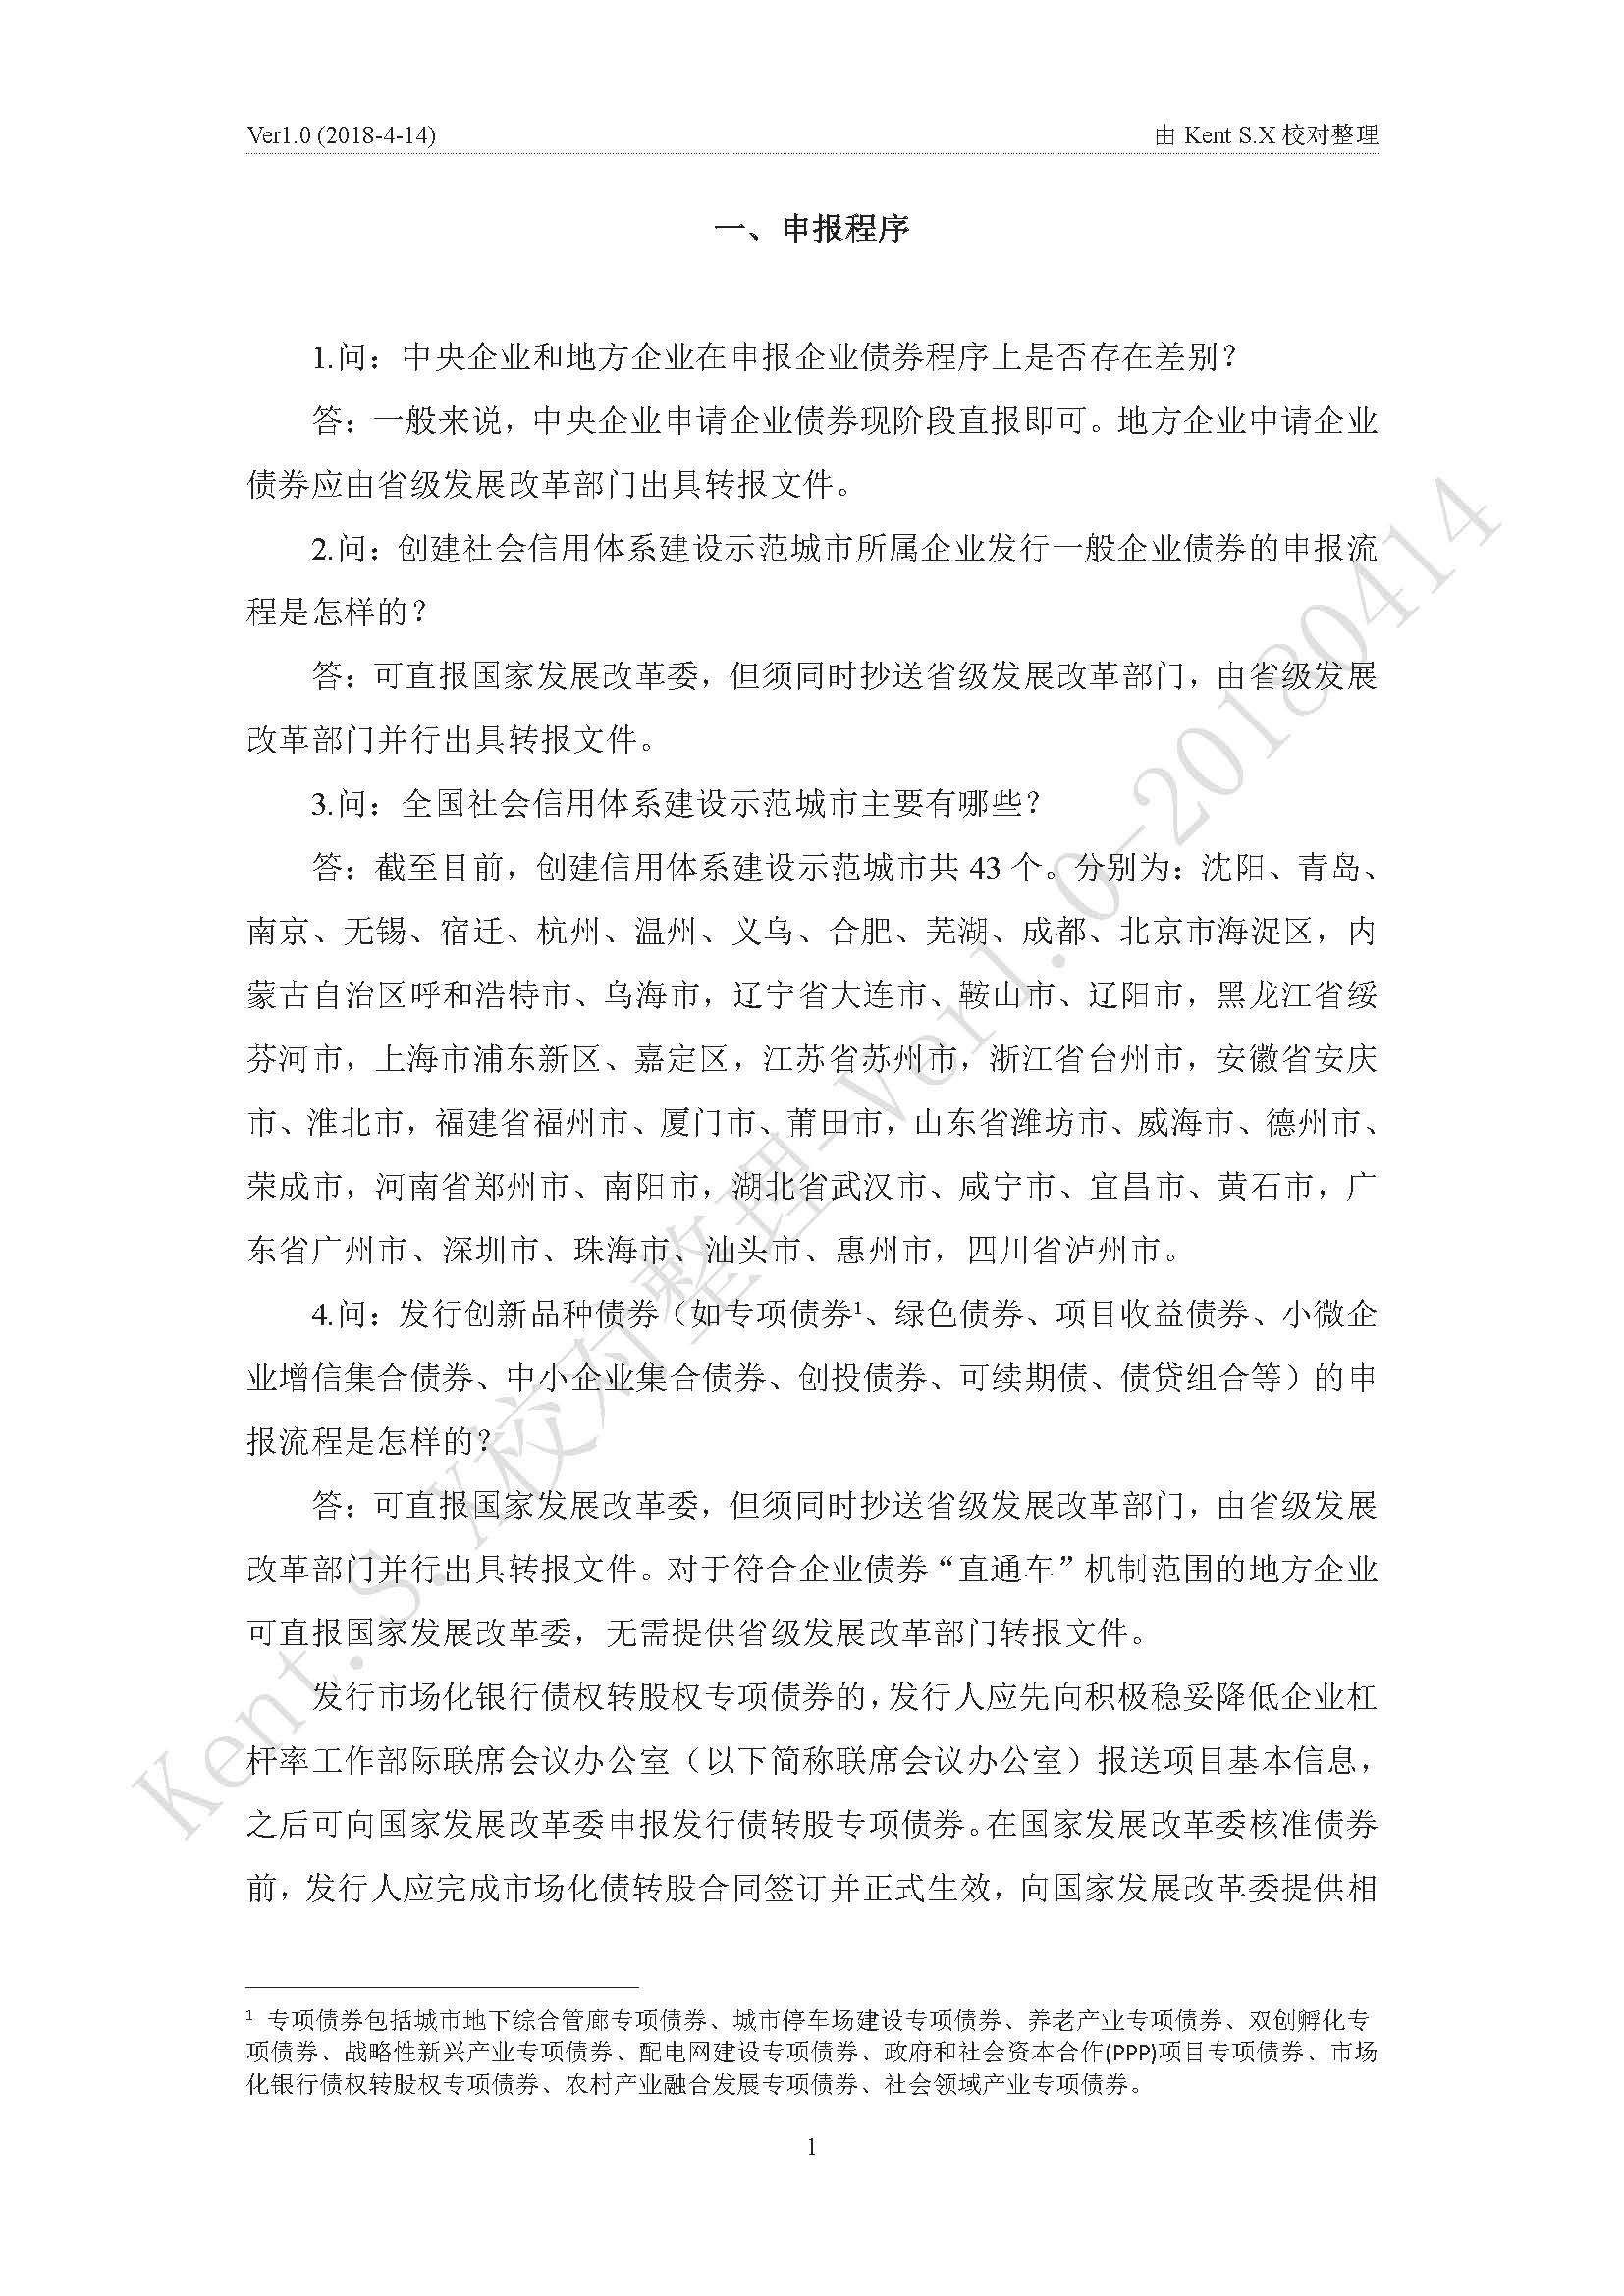 Ver1.0 (2018-4-14) 由 Kent S.X 校对整理
一、申报程序
1.问：中央企业和地方企业在申报企业债券程序上是否存在差别？
答：一般来说，中央企业申请企业债券现阶段直报即可。地方企业申请企业
债券应由省级发展改革部门出具转报文件。
2.问：创建社会信用体系建设示范城市所属企业发行一般企业债券的申报流
程是怎样的？
答：可直报国家发展改革委，但须同时抄送省级发展改革部门，由省级发展
改革部门并行出具转报文件。
3.问：全国社会信用体系建设示范城市主要有哪些？
答：截至目前，创建信用体系建设示范城市共 43 个。分别为：沈阳、青岛、
南京、无锡、宿迁、杭州、温州、义乌、合肥、芜湖、成都、北京市海淀区，内
蒙古自治区呼和浩特市、乌海市，辽宁省大连市、鞍山市、辽阳市，黑龙江省绥
芬河市，上海市浦东新区、嘉定区，江苏省苏州市，浙江省台州市，安徽省安庆
市、淮北市，福建省福州市、厦门市、莆田市，山东省潍坊市、威海市、德州市、
荣成市，河南省郑州市、南阳市，湖北省武汉市、咸宁市、宜昌市、黄石市，广
东省广州市、深圳市、珠海市、汕头市、惠州市，四川省泸州市。
4.问：发行创新品种债券（如专项债券¹、绿色债券、项目收益债券、小微企
业增信集合债券、中小企业集合债券、创投债券、可续期债、债贷组合等）的申
报流程是怎样的？
答：可直报国家发展改革委，但须同时抄送省级发展改革部门，由省级发展
改革部门并行出具转报文件。对于符合企业债券“直通车”机制范围的地方企业
可直报国家发展改革委，无需提供省级发展改革部门转报文件。
发行市场化银行债权转股权专项债券的，发行人应先向积极稳妥降低企业杠
杆率工作部际联席会议办公室（以下简称联席会议办公室）报送项目基本信息，
之后可向国家发展改革委申报发行债转股专项债券。在国家发展改革委核准债券
前，发行人应完成市场化债转股合同签订并正式生效，向国家发展改革委提供相
¹ 专项债券包括城市地下综合管廊专项债券、城市停车场建设专项债券、养老产业专项债券、双创孵化专
项债券、战略性新兴产业专项债券、配电网建设专项债券、政府和社会资本合作(PPP)项目专项债券、市场
化银行债权转股权专项债券、农村产业融合发展专项债券、社会领域产业专项债券。
1
Kent.S.X校对整理-Ver1.0-20180414